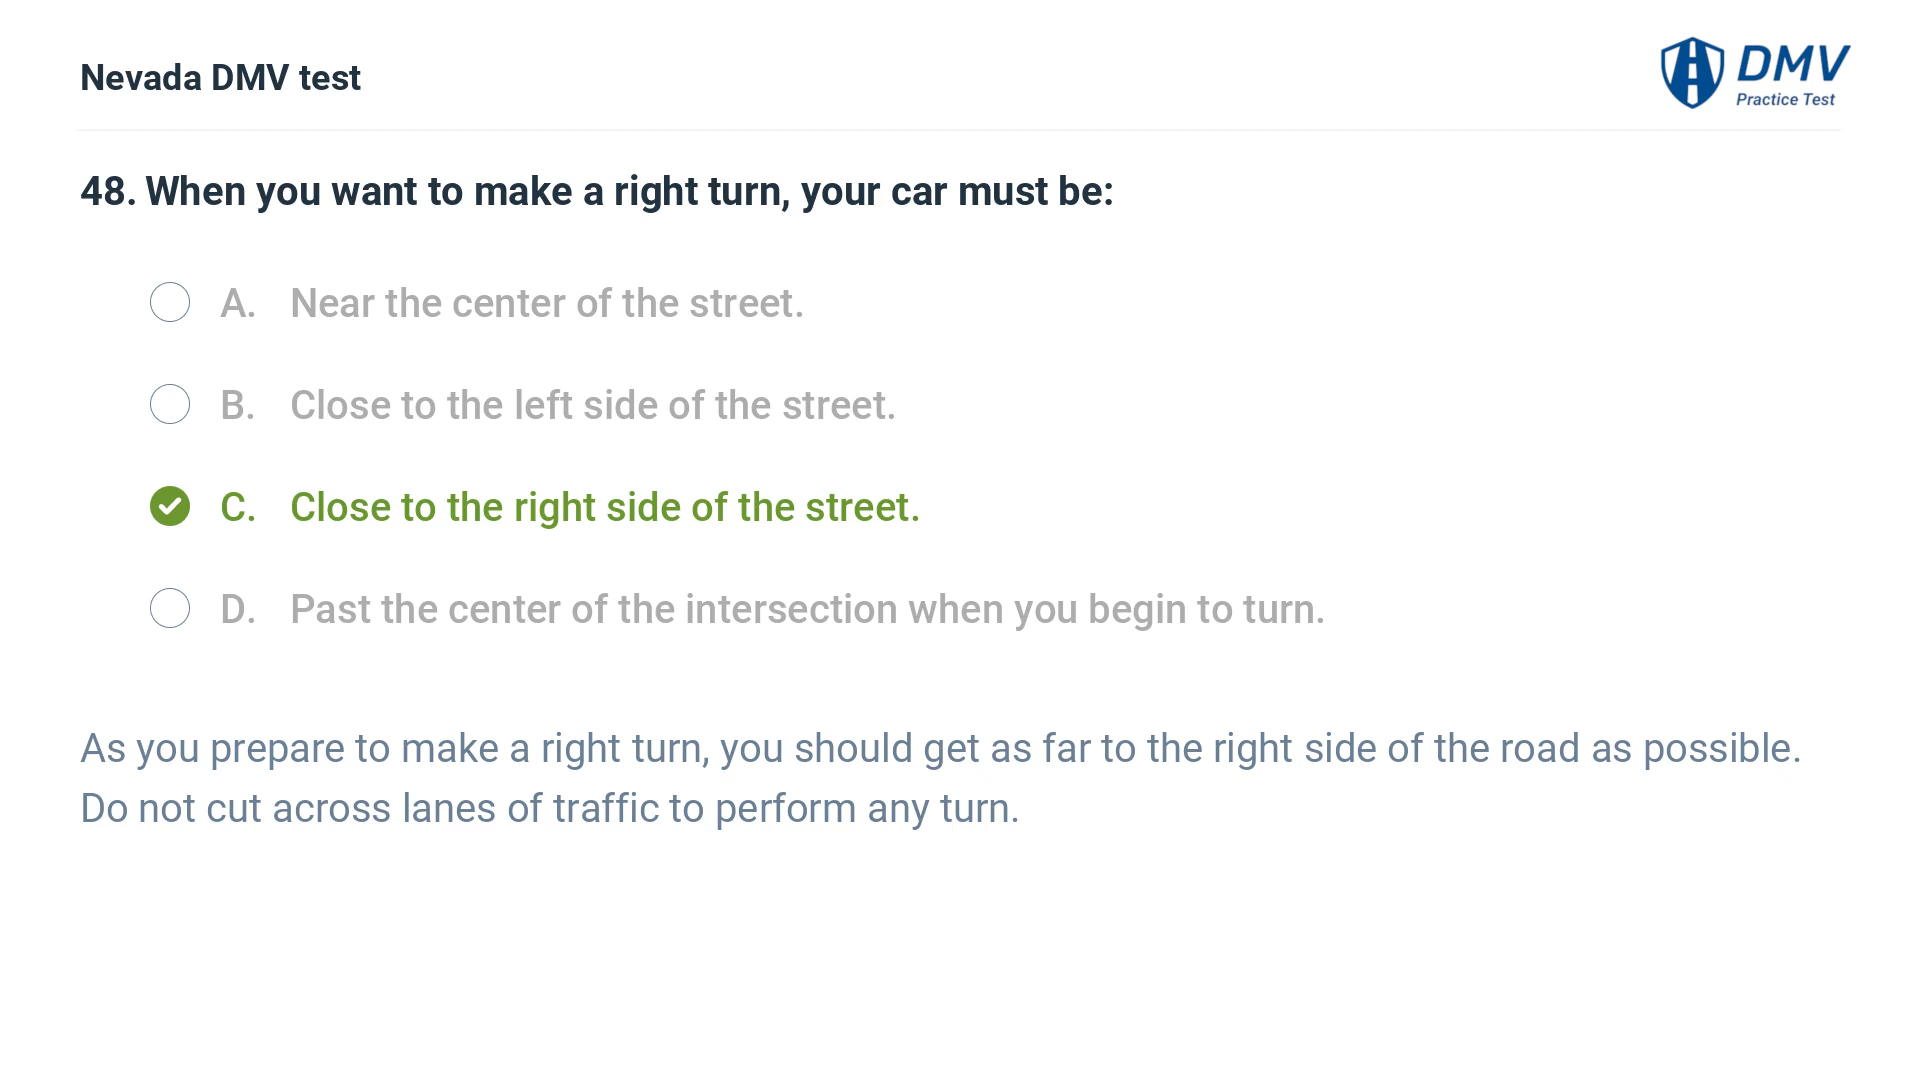 Nevada DMV test
DMV
Practice Test
48. When you want to make a right turn, your car must be:
A. Near the center of the street.
B. Close to the left side of the street.
C. Close to the right side of the street.
D. Past the center of the intersection when you begin to turn.
As you prepare to make a right turn, you should get as far to the right side of the road as possible.
Do not cut across lanes of traffic to perform any turn.